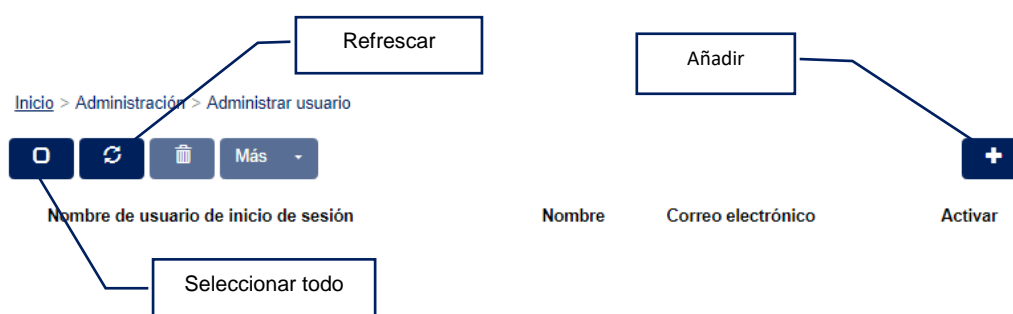 Refrescar
Añadir
Inicio > Administración > Administrar usuario
Más
Nombre de usuario de inicio de sesión Nombre Correo electrónico Activar
Seleccionar todo